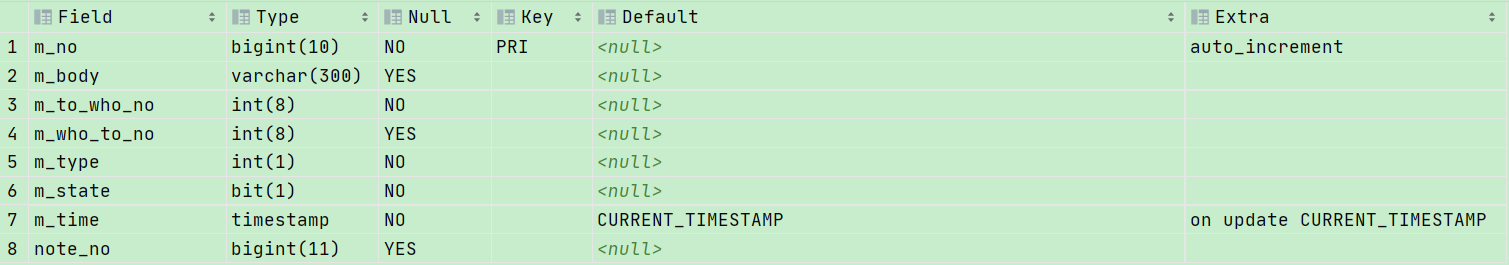 Field Type Null Key Default Extra
1 m_no bigint(10) NO PRI <null> auto_increment
2 m_body varchar(300) YES <null>
3 m_to_who_no int(8) NO <null>
4 m_who_to_no int(8) YES <null>
5 m_type int(1) NO <null>
6 m_state bit(1) NO <null>
7 m_time timestamp NO CURRENT_TIMESTAMP on update CURRENT_TIMESTAMP
8 note_no bigint(11) YES <null>